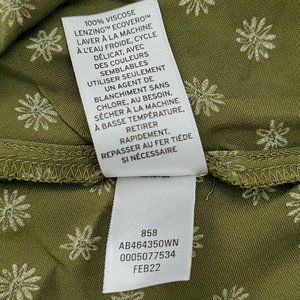 100% VISCOSE
LENZING™ ECOVERO™
LAVER À LA MACHINE
À L'EAU FROIDE, CYCLE
DÉLICAT, AVEC
DES COULEURS
SEMBLABLES
UTILISER SEULEMENT
UN AGENT DE
BLANCHIMENT SANS
CHLORE, AU BESOIN.
SÉCHER À LA MACHINE
À BASSE TEMPÉRATURE,
RETIRER
RAPIDEMENT.
REPASSER AU FER TIÉDE
SI NÉCESSAIRE
858
AB464350WN
0005077534
FEB22